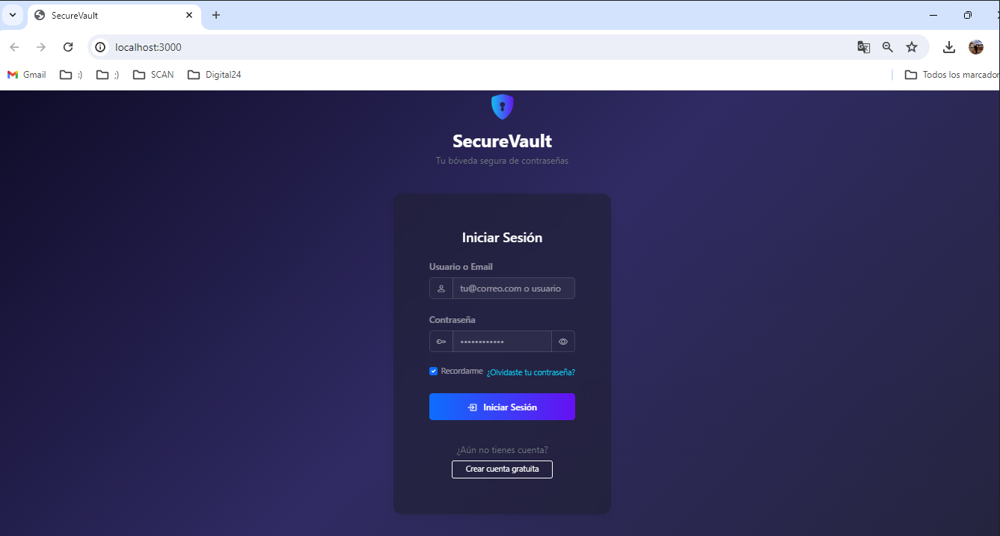 SecureVault
localhost:3000
Gmail
:)
;)
SCAN
Digital24
Todos los marcador
SecureVault
Tu bóveda segura de contraseñas
Iniciar Sesión
Usuario o Email
tu@correo.com o usuario
Contraseña
••••••••••••
Recordarme ¿Olvidaste tu contraseña?
Iniciar Sesión
¿Aún no tienes cuenta?
Crear cuenta gratuita